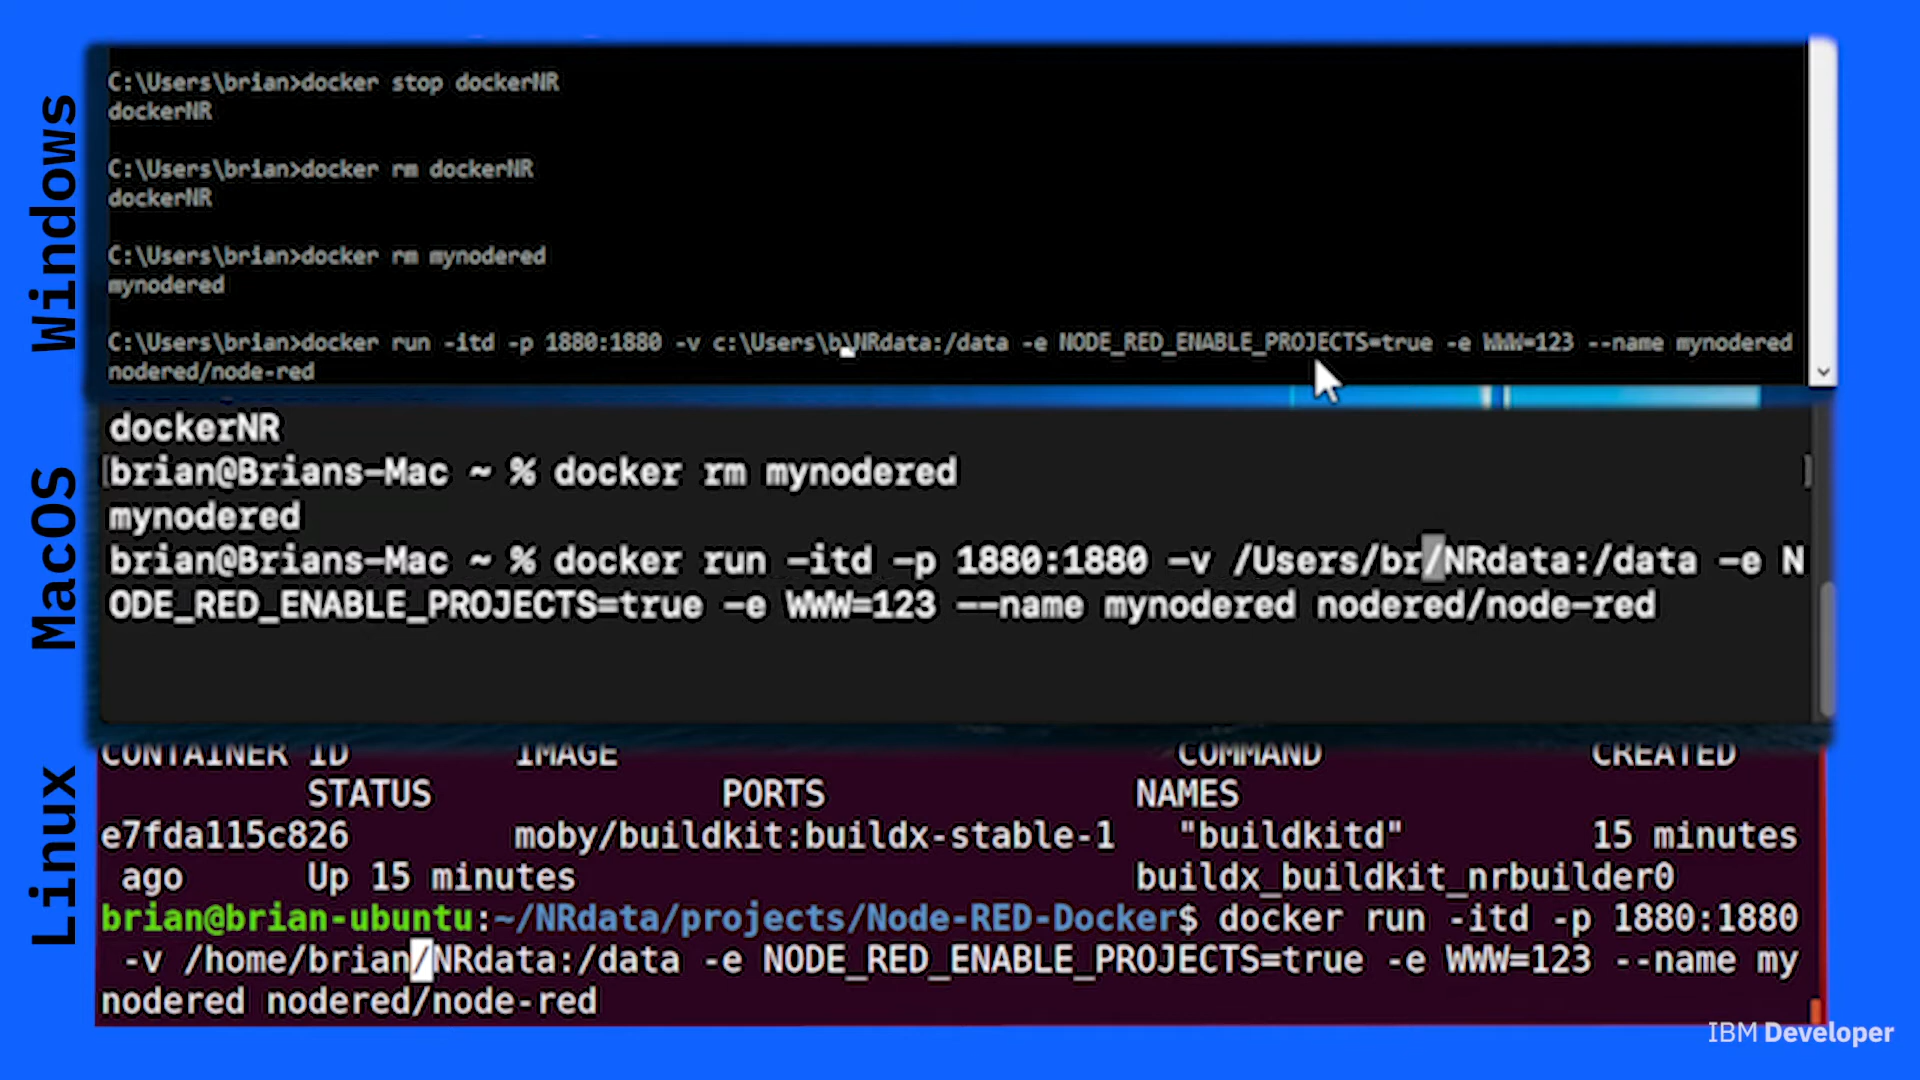 Windows
C:\Users\brian>docker stop dockerNR
dockerNR
C:\Users\brian>docker rm dockerNR
dockerNR
C:\Users\brian>docker rm mynodered
mynodered
C:\Users\brian>docker run -itd -p 1880:1880 -v c:\Users\b\NRdata:/data -e NODE_RED_ENABLE_PROJECTS=true -e WWW=123 --name mynodered
nodered/node-red
MacOS
dockerNR
[brian@Brians-Mac ~ % docker rm mynodered ]
mynodered
brian@Brians-Mac ~ % docker run -itd -p 1880:1880 -v /Users/br/NRdata:/data -e N
ODE_RED_ENABLE_PROJECTS=true -e WWW=123 --name mynodered nodered/node-red
Linux
CONTAINER ID IMAGE COMMAND CREATED
STATUS PORTS NAMES
e7fda115c826 moby/buildkit:buildx-stable-1 "buildkitd" 15 minutes
ago Up 15 minutes buildx_buildkit_nrbuilder0
brian@brian-ubuntu:~/NRdata/projects/Node-RED-Docker$ docker run -itd -p 1880:1880
-v /home/brian/NRdata:/data -e NODE_RED_ENABLE_PROJECTS=true -e WWW=123 --name my
nodered nodered/node-red
IBM Developer